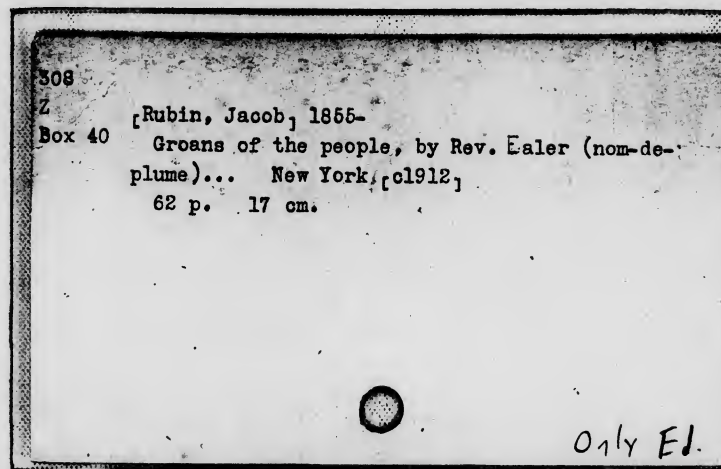 308
Z
Box 40
[Rubin, Jacob] 1855-
Groans of the people, by Rev. Ealer (nom-de-
plume)... New York, [c1912]
62 p. 17 cm.
Only Ed.